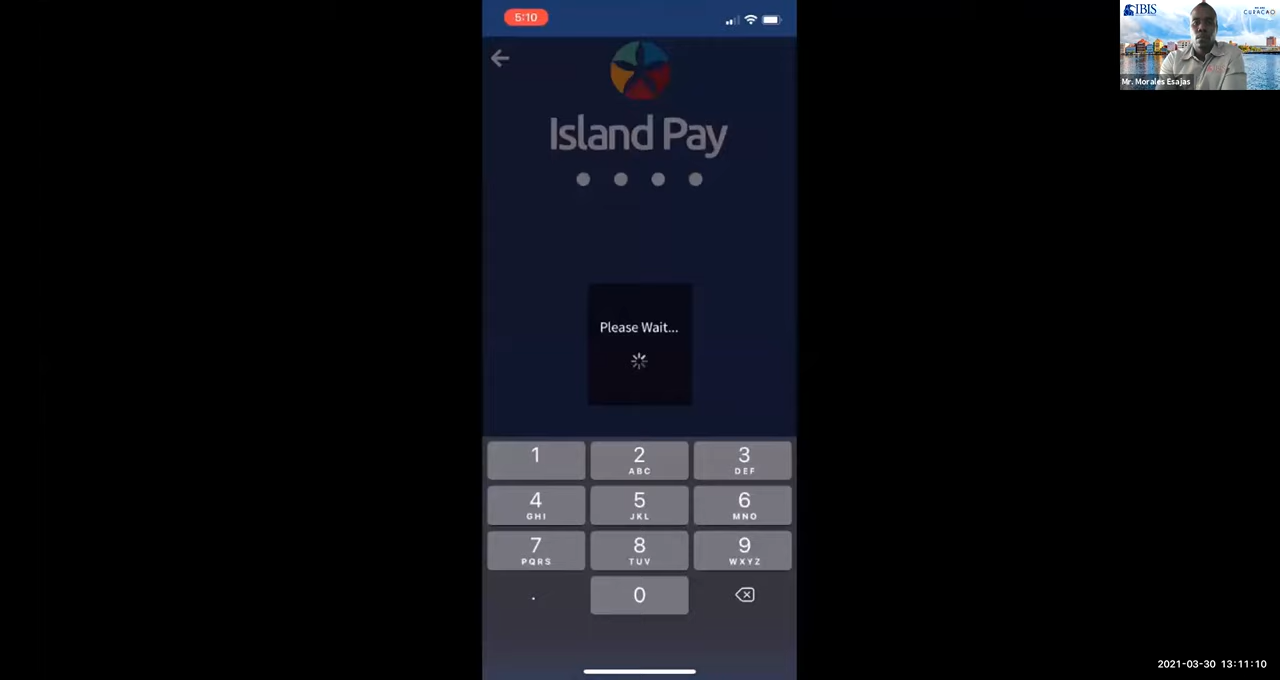 5:10
Island Pay
Please Wait...
1
2
ABC
3
DEF
4
GHI
5
JKL
6
MNO
7
PQRS
8
TUV
9
WXYZ
.
0
IBIS
CURAÇAO
Mr. Morales Esajas
2021-03-30 13:11:10